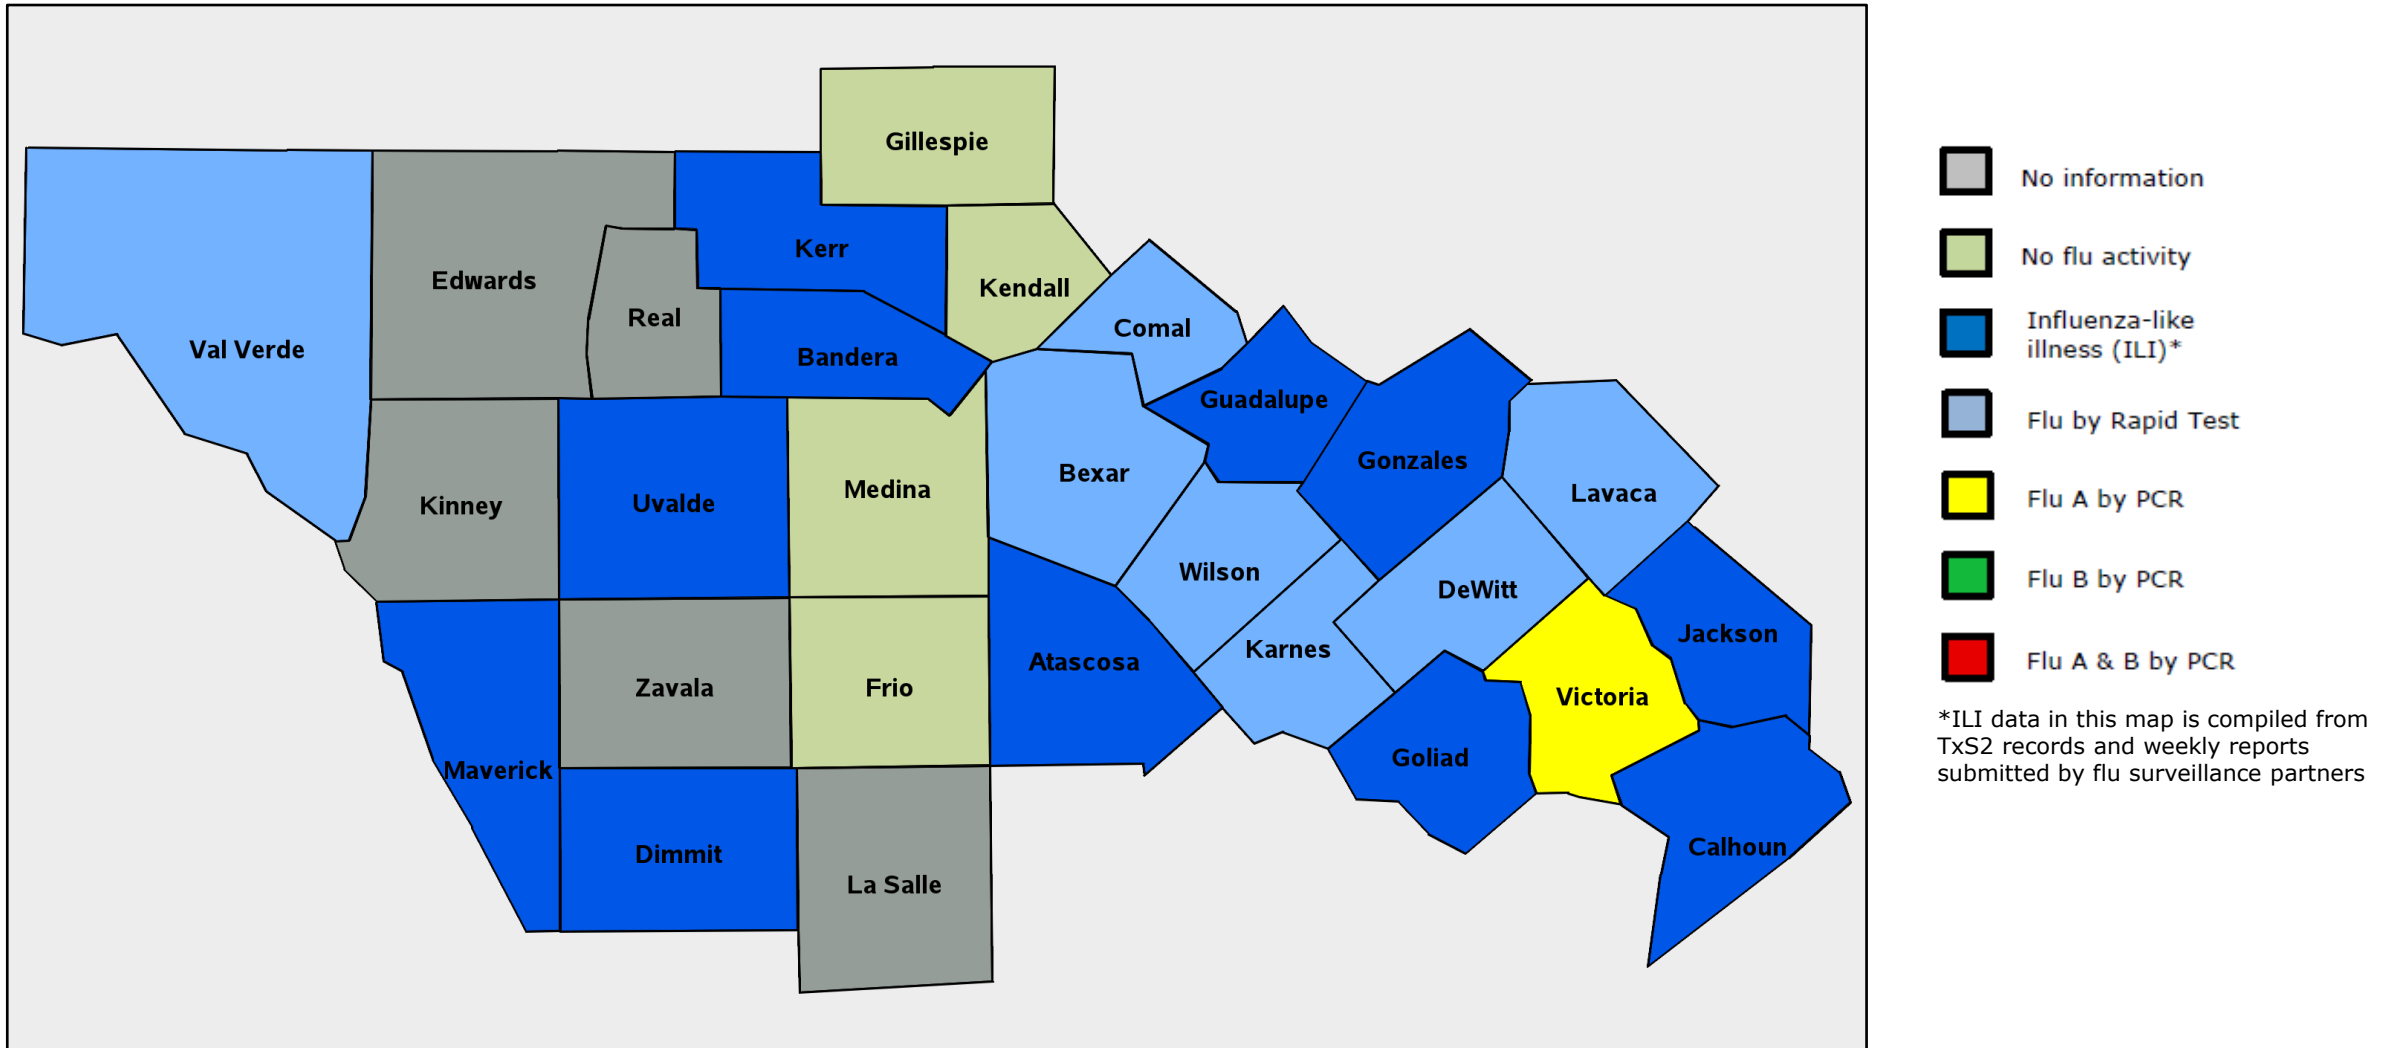 Gillespie
Kerr
Edwards
Kendall
Real
Comal
Val Verde
Bandera
Guadalupe
Gonzales
Bexar
Medina
Lavaca
Uvalde
Kinney
Wilson
DeWitt
Jackson
Karnes
Atascosa
Zavala
Frio
Victoria
Goliad
Maverick
Calhoun
Dimmit
La Salle
No information
No flu activity
Influenza-like
illness (ILI)*
Flu by Rapid Test
Flu A by PCR
Flu B by PCR
Flu A & B by PCR
*ILI data in this map is compiled from
TxS2 records and weekly reports
submitted by flu surveillance partners